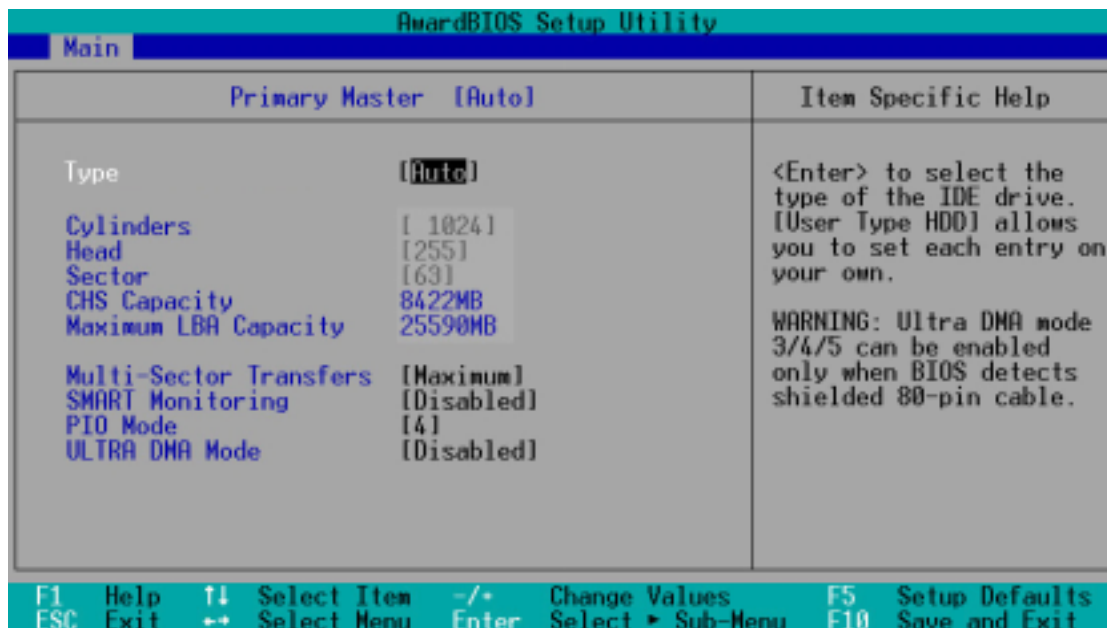 AwardBIOS Setup Utility
Main
Primary Master [Auto]
Type [Auto]
Cylinders [ 1024]
Head [255]
Sector [63]
CHS Capacity 8422MB
Maximum LBA Capacity 25590MB
Multi-Sector Transfers [Maximum]
SMART Monitoring [Disabled]
PIO Mode [4]
ULTRA DMA Mode [Disabled]
Item Specific Help
<Enter> to select the
type of the IDE drive.
[User Type HDD] allows
you to set each entry on
your own.
WARNING: Ultra DMA mode
3/4/5 can be enabled
only when BIOS detects
shielded 80-pin cable.
F1 Help ↑↓ Select Item -/+ Change Values F5 Setup Defaults
ESC Exit ←→ Select Menu Enter Select ► Sub-Menu F10 Save and Exit